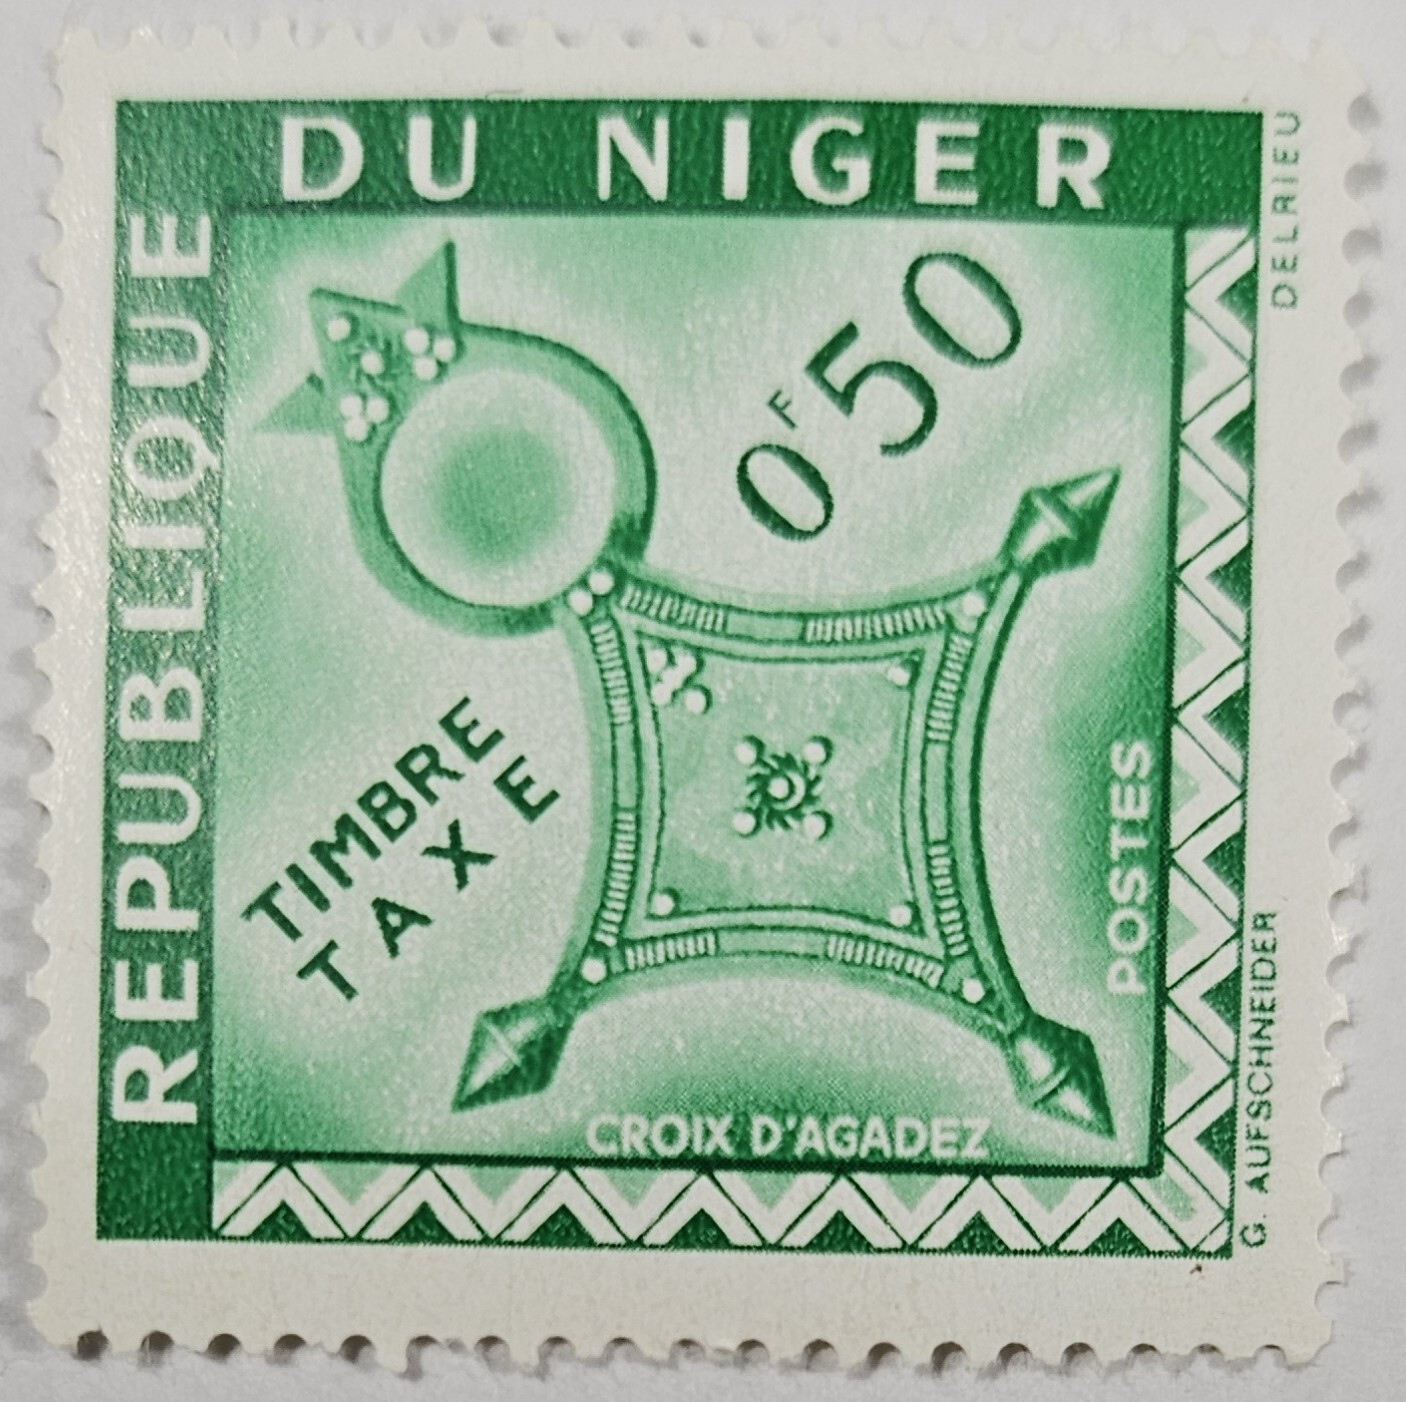 REPUBLIQUE
DU NIGER
0F50
TIMBRE
TAXE
POSTES
CROIX D'AGADEZ
DELRIEU
G. AUFSCHNEIDER